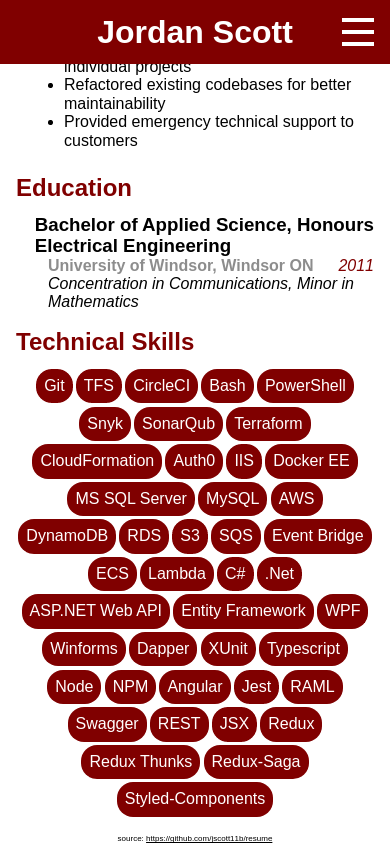 Jordan Scott
individual projects
Refactored existing codebases for better
maintainability
Provided emergency technical support to
customers
Education
Bachelor of Applied Science, Honours
Electrical Engineering
University of Windsor, Windsor ON 2011
Concentration in Communications, Minor in
Mathematics
Technical Skills
Git TFS CircleCI Bash PowerShell
Snyk SonarQub Terraform
CloudFormation Auth0 IIS Docker EE
MS SQL Server MySQL AWS
DynamoDB RDS S3 SQS Event Bridge
ECS Lambda C# .Net
ASP.NET Web API Entity Framework WPF
Winforms Dapper XUnit Typescript
Node NPM Angular Jest RAML
Swagger REST JSX Redux
Redux Thunks Redux-Saga
Styled-Components
source: https://github.com/jscott11b/resume